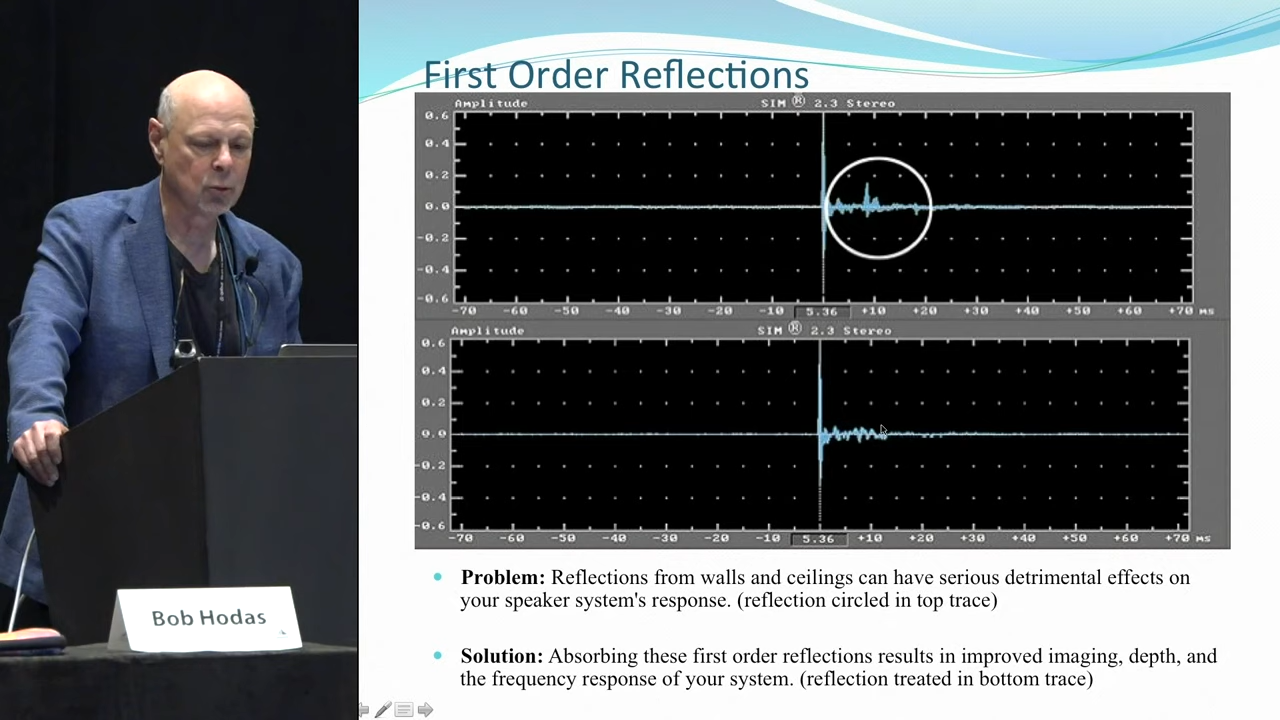 First Order Reflections
Amplitude SIM ® 2.3 Stereo
0.6
0.4
0.2
0.0
-0.2
-0.4
-0.6
-70 -60 -50 -40 -30 -20 -10 5.36 +10 +20 +30 +40 +50 +60 +70 MS
Amplitude SIM ® 2.3 Stereo
0.6
0.4
0.2
0.0
-0.2
-0.4
-0.6
-70 -60 -50 -40 -30 -20 -10 5.36 +10 +20 +30 +40 +50 +60 +70 MS
• Problem: Reflections from walls and ceilings can have serious detrimental effects on
your speaker system's response. (reflection circled in top trace)
• Solution: Absorbing these first order reflections results in improved imaging, depth, and
the frequency response of your system. (reflection treated in bottom trace)
Bob Hodas